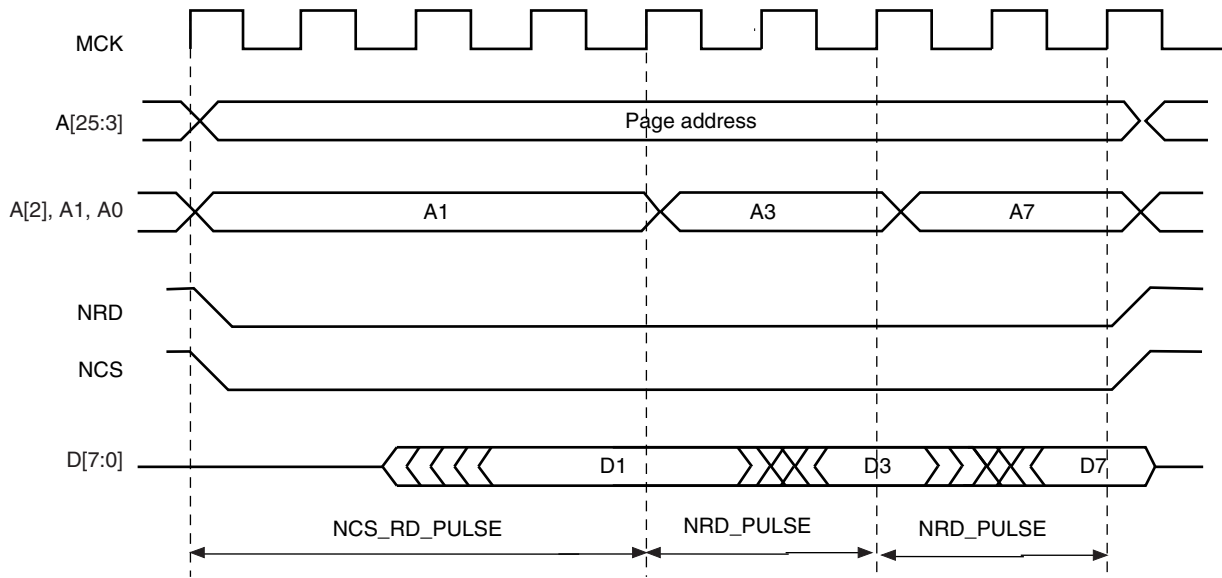 MCK
A[25:3]
Page address
A[2], A1, A0
A1
A3
A7
NRD
NCS
D[7:0]
D1
D3
D7
NCS_RD_PULSE
NRD_PULSE
NRD_PULSE